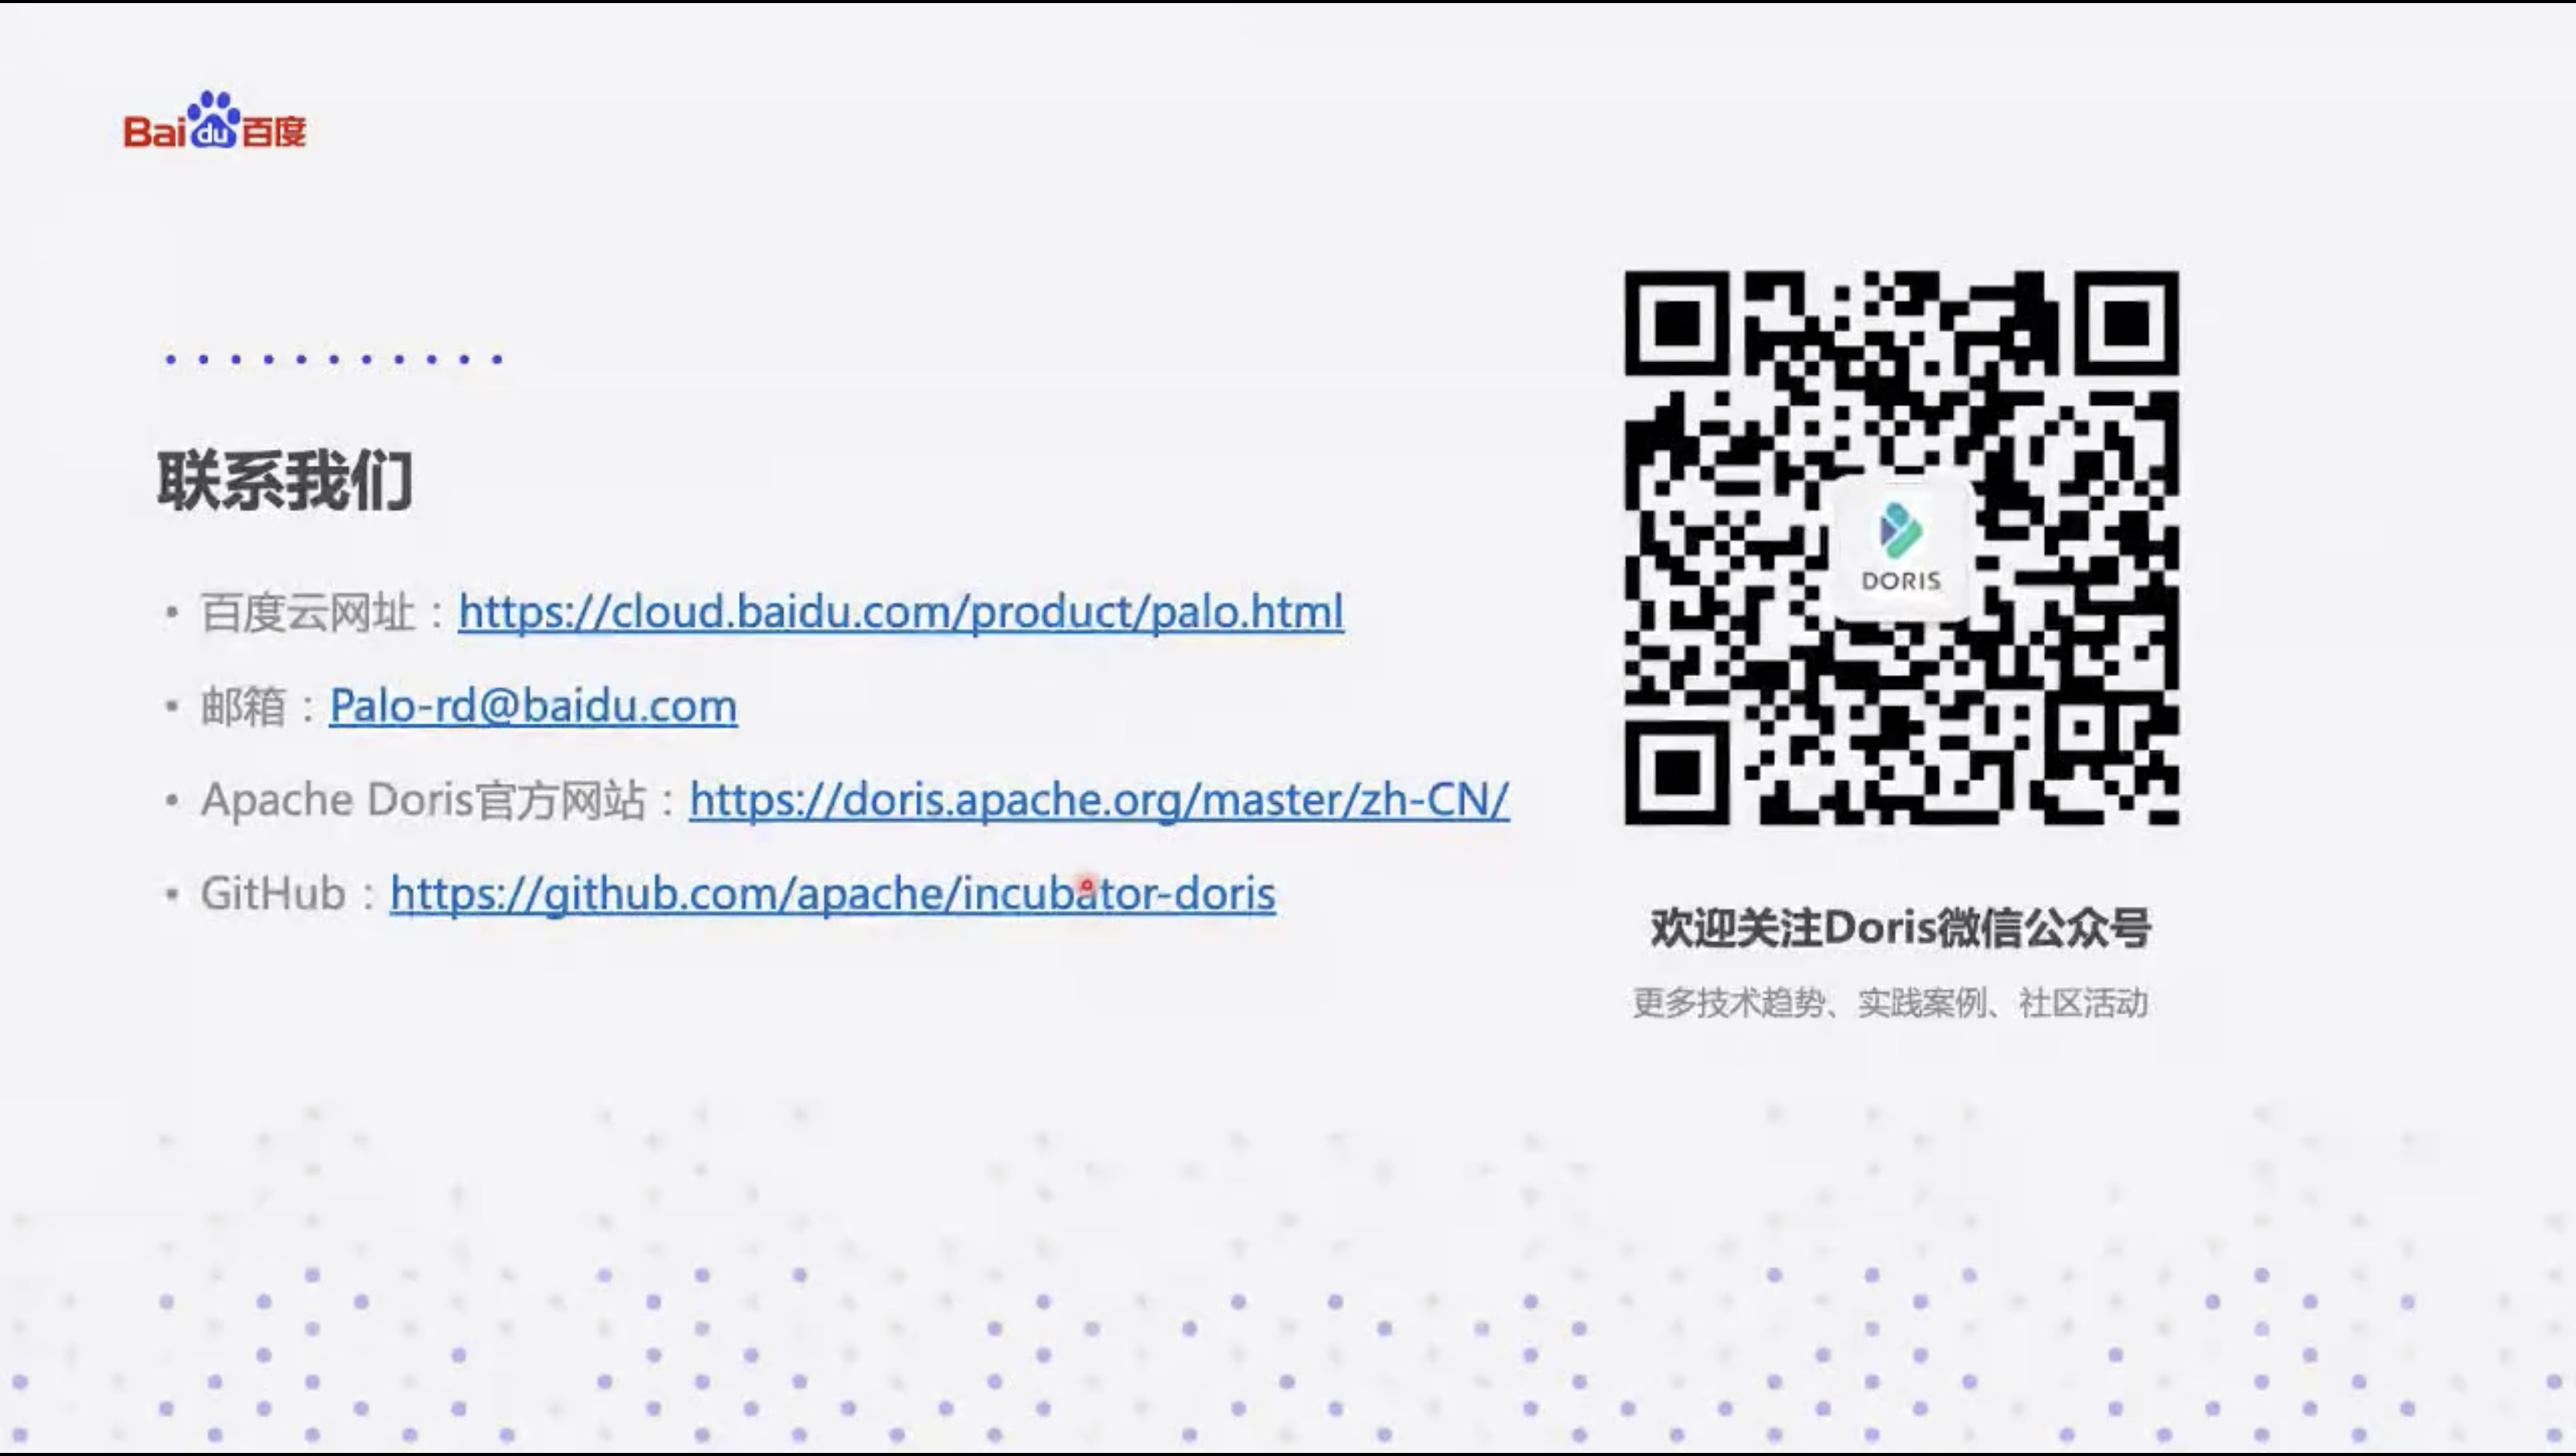 Baidu百度
联系我们
• 百度云网址：https://cloud.baidu.com/product/palo.html
• 邮箱：Palo-rd@baidu.com
• Apache Doris官方网站：https://doris.apache.org/master/zh-CN/
• GitHub：https://github.com/apache/incubator-doris
DORIS
欢迎关注Doris微信公众号
更多技术趋势、实践案例、社区活动